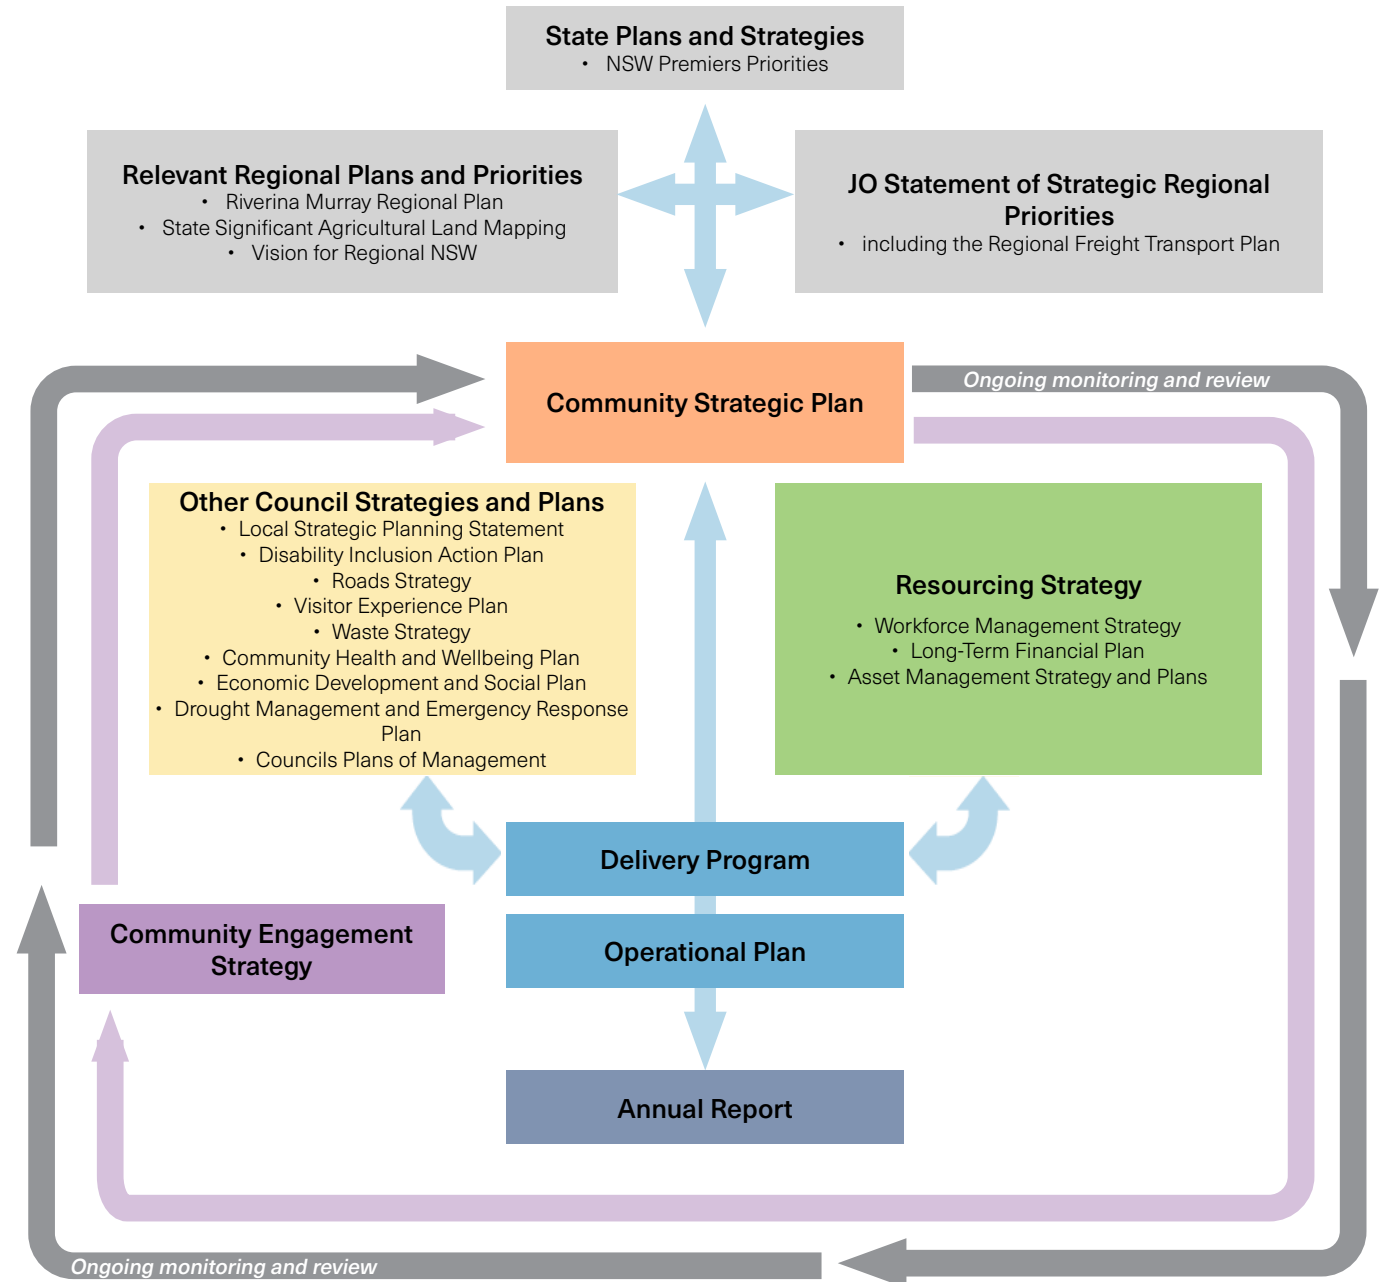 State Plans and Strategies
• NSW Premiers Priorities
Relevant Regional Plans and Priorities
• Riverina Murray Regional Plan
• State Significant Agricultural Land Mapping
• Vision for Regional NSW
JO Statement of Strategic Regional
Priorities
• including the Regional Freight Transport Plan
Community Strategic Plan
Ongoing monitoring and review
Other Council Strategies and Plans
• Local Strategic Planning Statement
• Disability Inclusion Action Plan
• Roads Strategy
• Visitor Experience Plan
• Waste Strategy
• Community Health and Wellbeing Plan
• Economic Development and Social Plan
• Drought Management and Emergency Response
Plan
• Councils Plans of Management
Resourcing Strategy
• Workforce Management Strategy
• Long-Term Financial Plan
• Asset Management Strategy and Plans
Delivery Program
Community Engagement
Strategy
Operational Plan
Annual Report
Ongoing monitoring and review